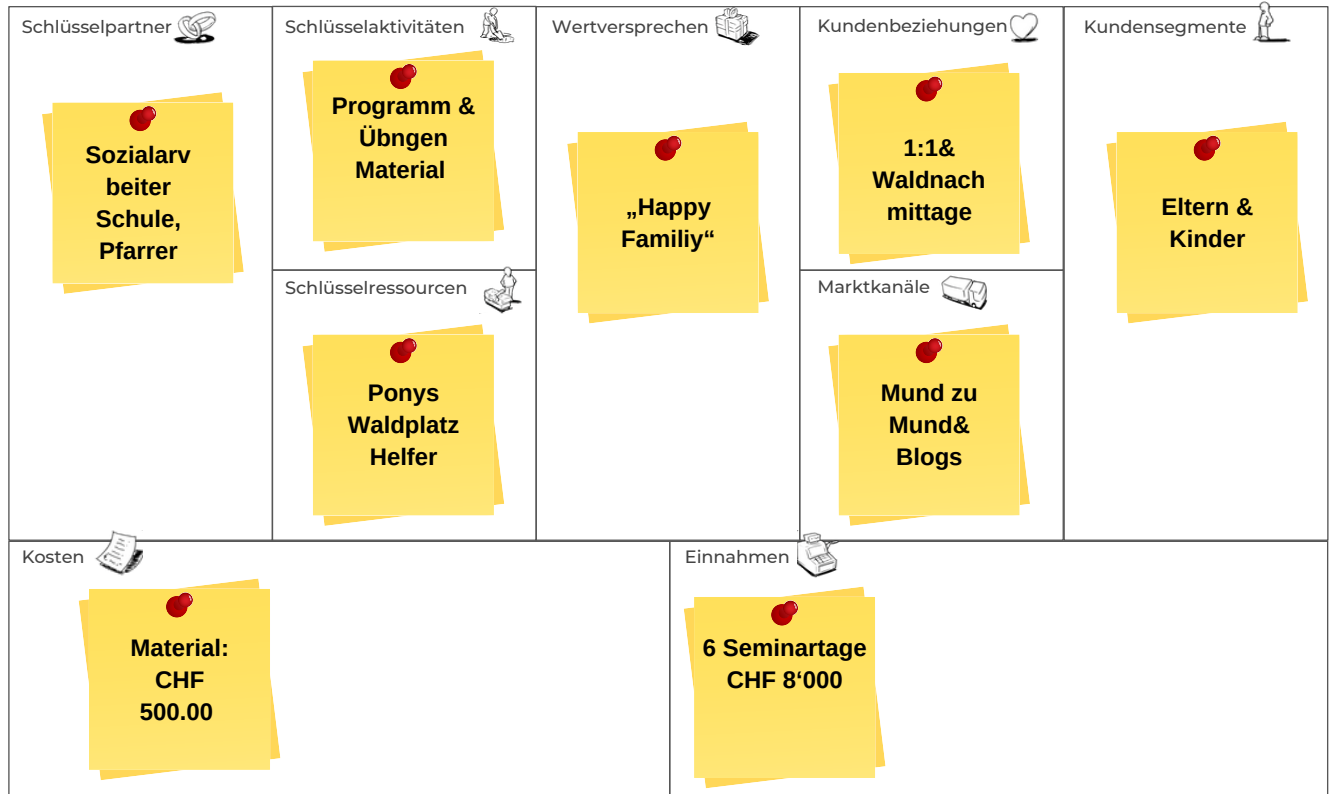 Schlüsselpartner
Sozialarv
beiter
Schule,
Pfarrer
Schlüsselaktivitäten
Programm &
Übngen
Material
Schlüsselressourcen
Ponys
Waldplatz
Helfer
Wertversprechen
„Happy
Familiy“
Kundenbeziehungen
1:1&
Waldnach
mittage
Marktkanäle
Mund zu
Mund&
Blogs
Kundensegmente
Eltern &
Kinder
Kosten
Material:
CHF
500.00
Einnahmen
6 Seminartage
CHF 8‘000